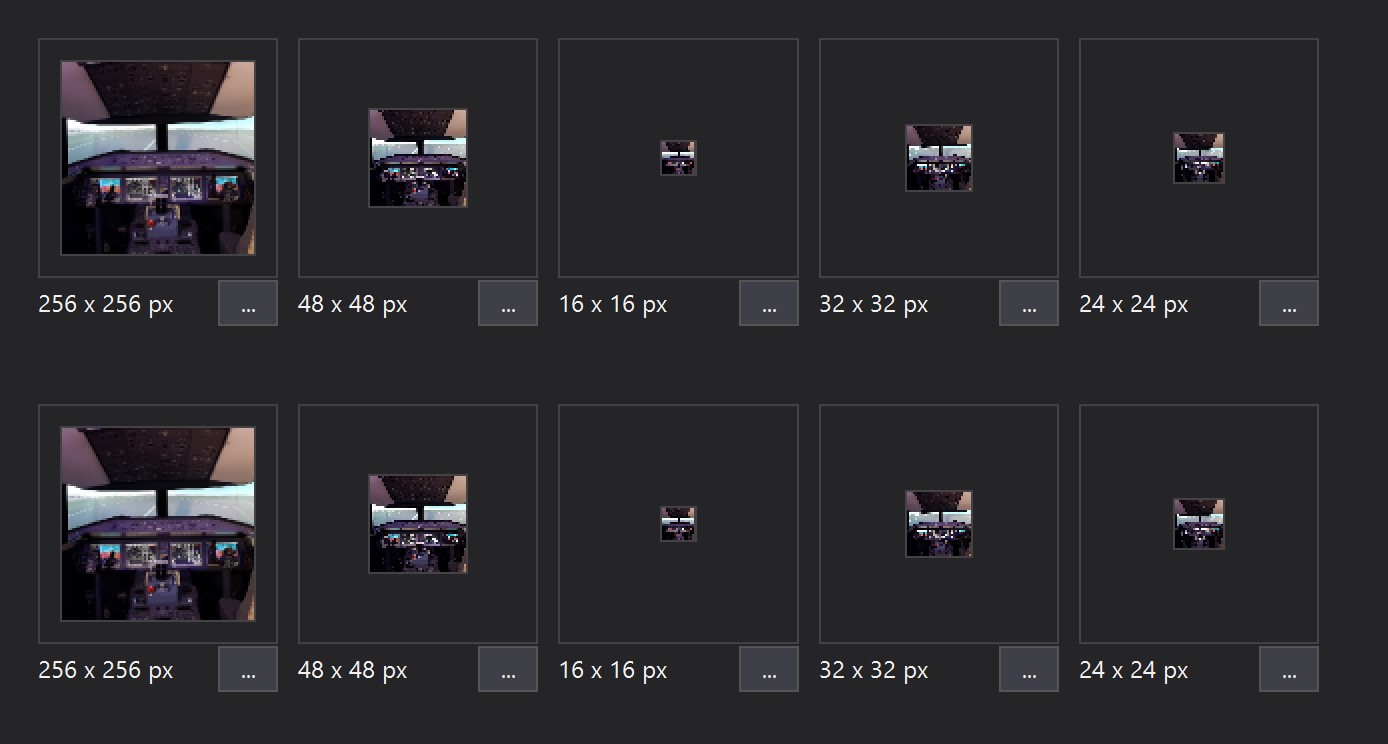 256 x 256 px ...
48 x 48 px ...
16 x 16 px ...
32 x 32 px ...
24 x 24 px ...
256 x 256 px ...
48 x 48 px ...
16 x 16 px ...
32 x 32 px ...
24 x 24 px ...